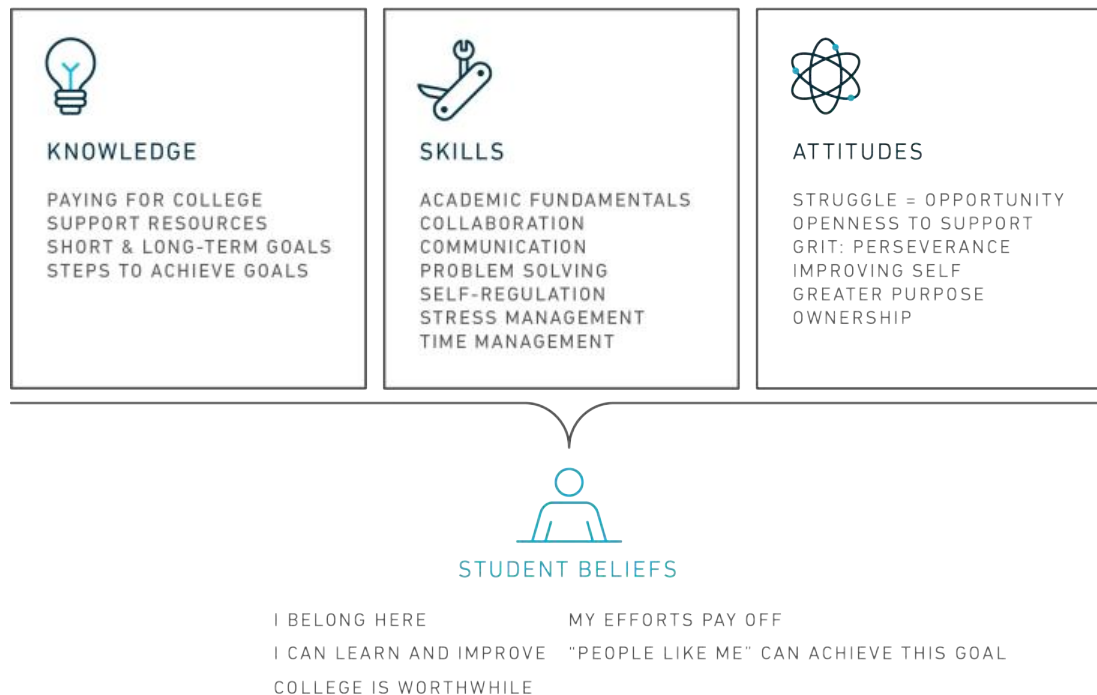 KNOWLEDGE
PAYING FOR COLLEGE
SUPPORT RESOURCES
SHORT & LONG-TERM GOALS
STEPS TO ACHIEVE GOALS
SKILLS
ACADEMIC FUNDAMENTALS
COLLABORATION
COMMUNICATION
PROBLEM SOLVING
SELF-REGULATION
STRESS MANAGEMENT
TIME MANAGEMENT
ATTITUDES
STRUGGLE = OPPORTUNITY
OPENNESS TO SUPPORT
GRIT: PERSEVERANCE
IMPROVING SELF
GREATER PURPOSE
OWNERSHIP
STUDENT BELIEFS
I BELONG HERE
I CAN LEARN AND IMPROVE
COLLEGE IS WORTHWHILE
MY EFFORTS PAY OFF
"PEOPLE LIKE ME" CAN ACHIEVE THIS GOAL